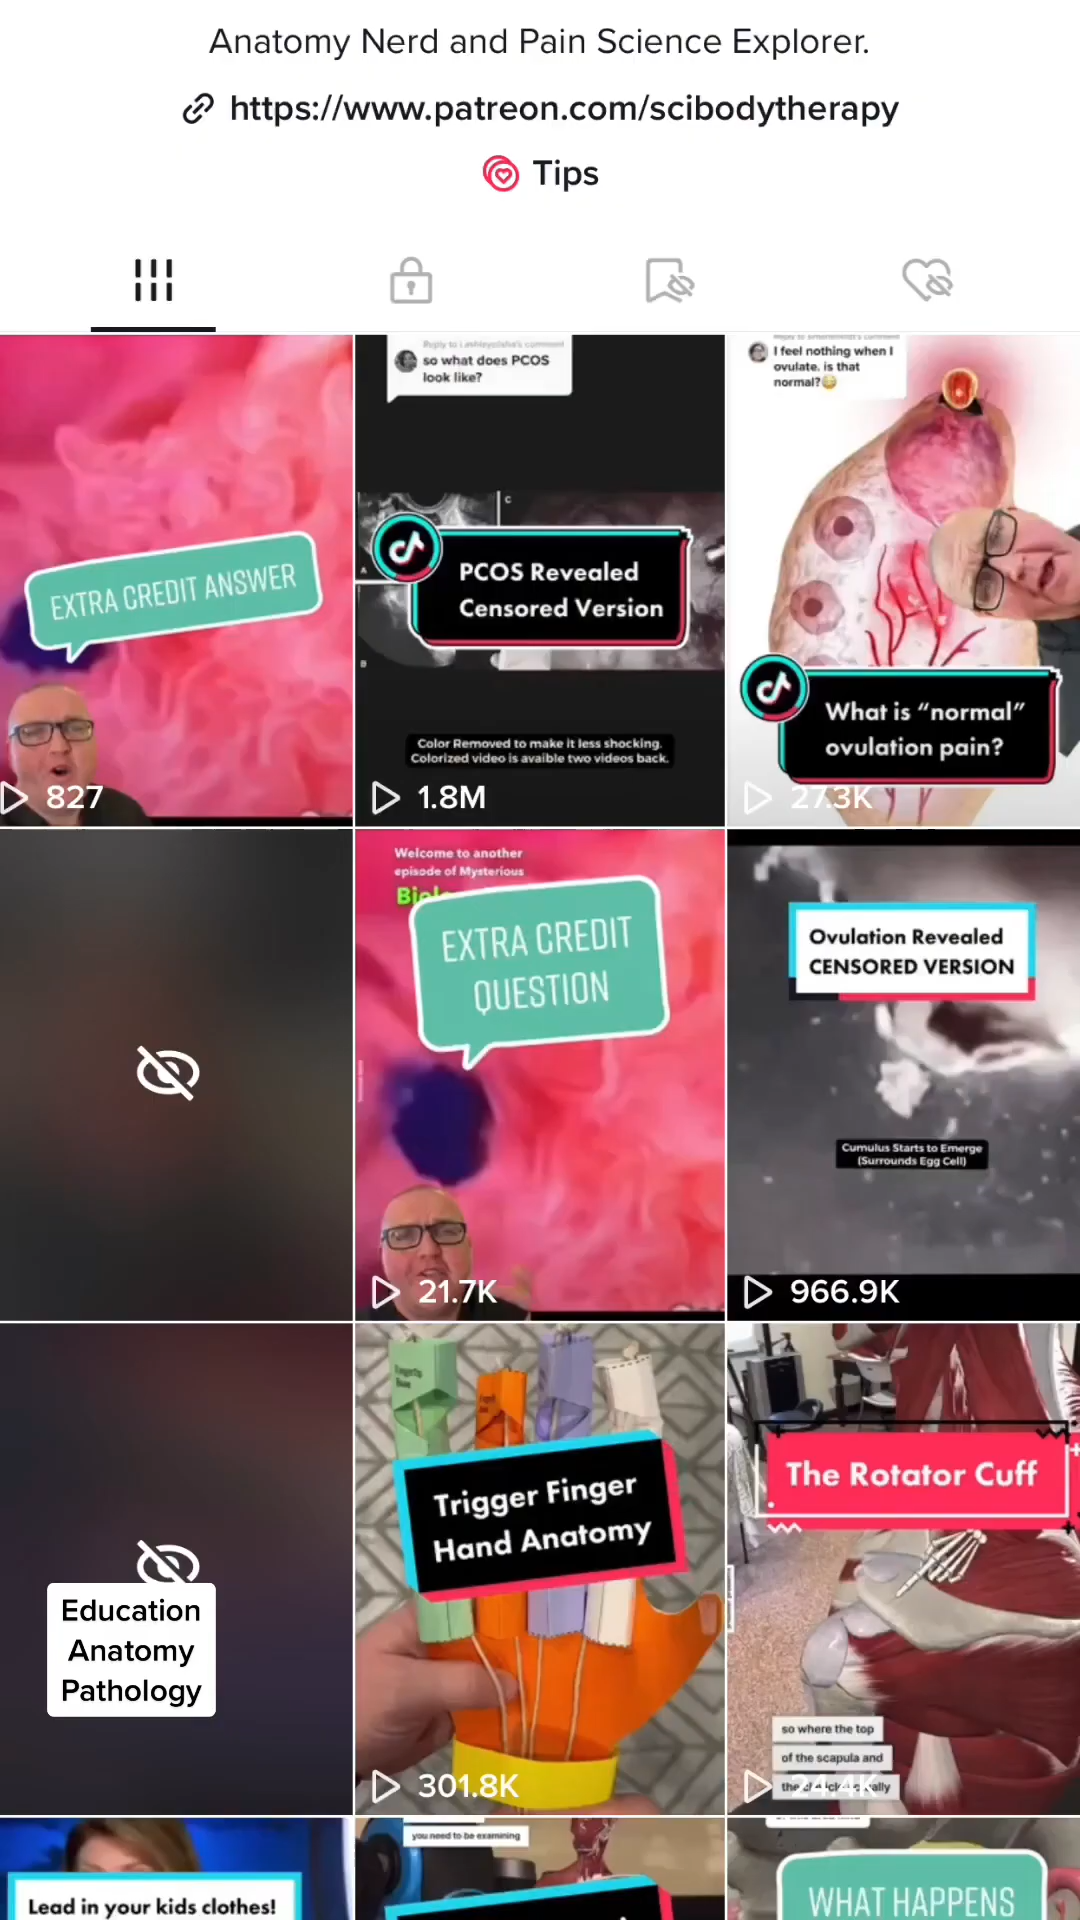 Anatomy Nerd and Pain Science Explorer.
https://www.patreon.com/scibodytherapy
Tips
so what does PCOS
look like?
I feel nothing when I
ovulate. is that
normal?😳
EXTRA CREDIT ANSWER
C
A
B
PCOS Revealed
Censored Version
Color Removed to make it less shocking.
Colorized video is avaible two videos back.
What is “normal”
ovulation pain?
827
1.8M
27.3K
Welcome to another
episode of Mysterious
EXTRA CREDIT
QUESTION
Ovulation Revealed
CENSORED VERSION
Cumulus Starts to Emerge
(Surrounds Egg Cell)
21.7K
966.9K
Education
Anatomy
Pathology
Trigger Finger
Hand Anatomy
301.8K
The Rotator Cuff
so where the top
of the scapula and
24.4K
Lead in your kids clothes!
you need to be examining
WHAT HAPPENS